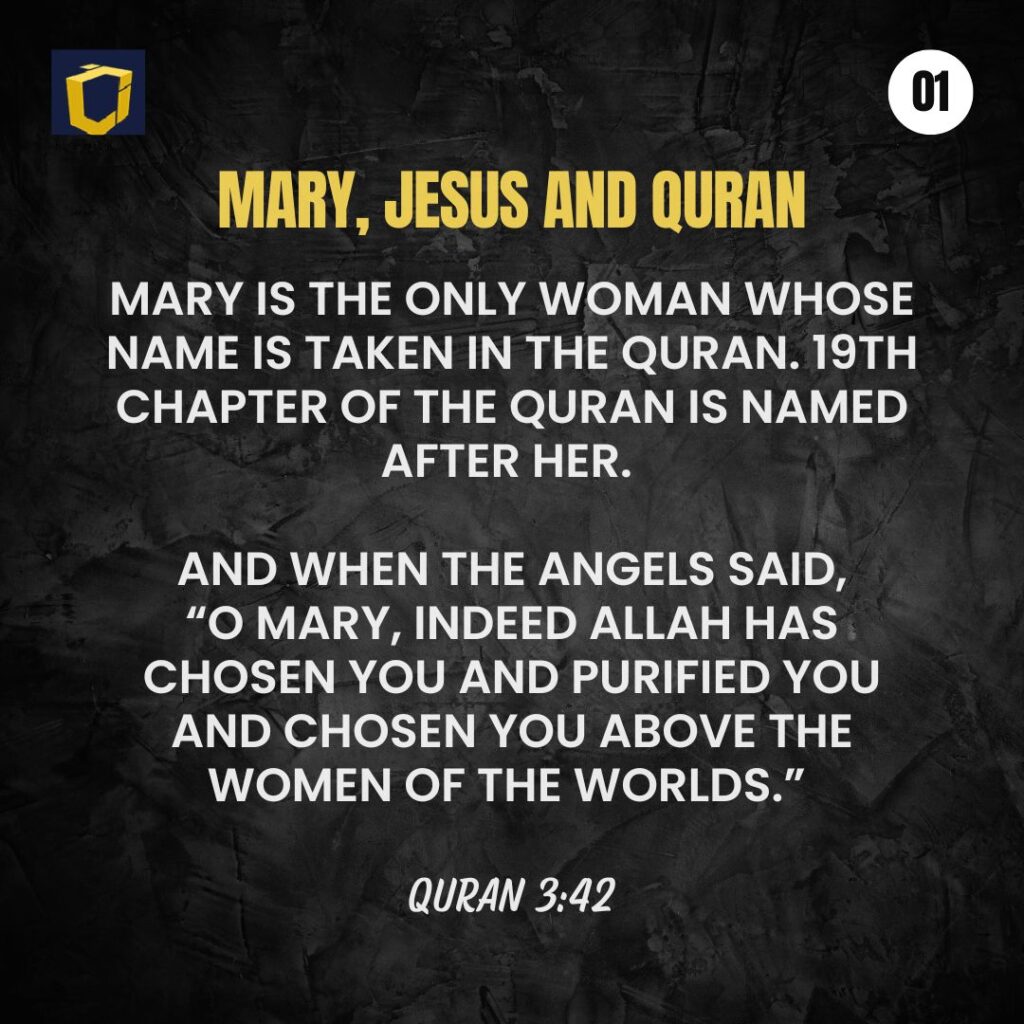 01
MARY, JESUS AND QURAN
MARY IS THE ONLY WOMAN WHOSE
NAME IS TAKEN IN THE QURAN. 19TH
CHAPTER OF THE QURAN IS NAMED
AFTER HER.
AND WHEN THE ANGELS SAID,
“O MARY, INDEED ALLAH HAS
CHOSEN YOU AND PURIFIED YOU
AND CHOSEN YOU ABOVE THE
WOMEN OF THE WORLDS.”
QURAN 3:42